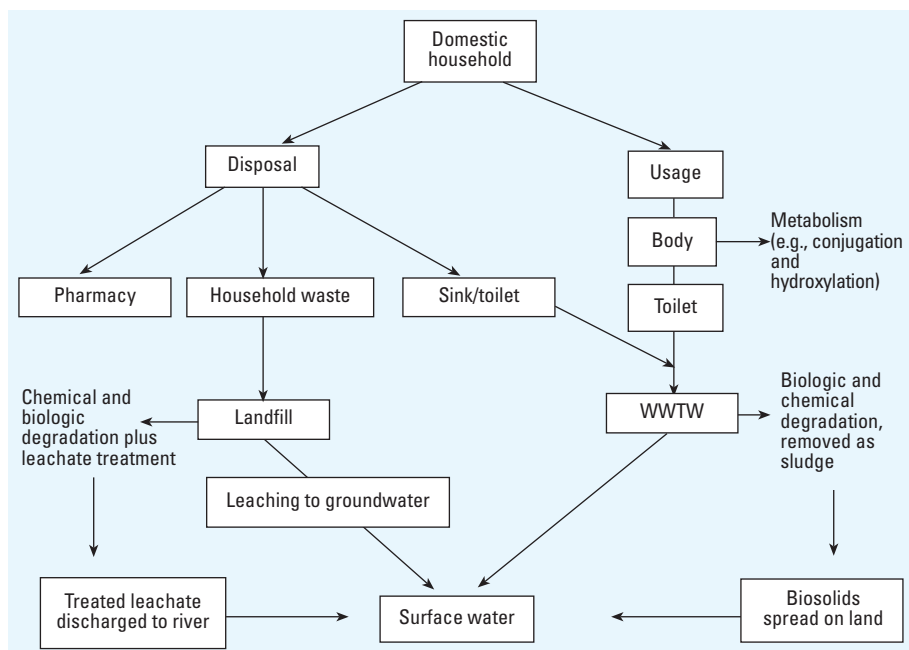 Domestic
household
Disposal
Usage
Body
Metabolism
(e.g., conjugation
and
hydroxylation)
Pharmacy
Household waste
Sink/toilet
Toilet
Chemical and
biologic
degradation plus
leachate treatment
Landfill
WWTW
Biologic and
chemical
degradation,
removed as
sludge
Leaching to groundwater
Treated leachate
discharged to river
Surface water
Biosolids
spread on land